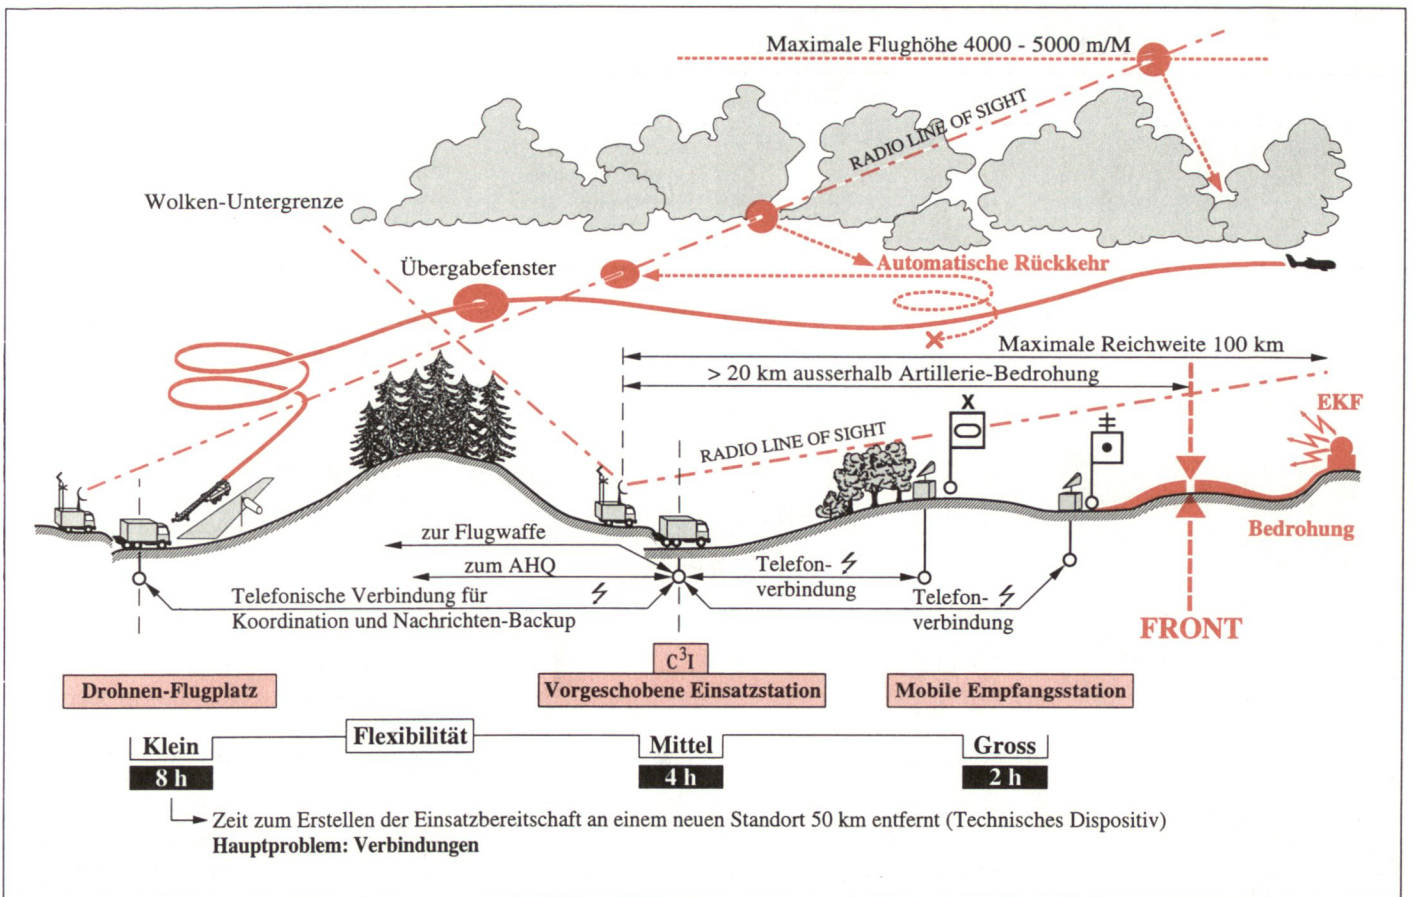 Maximale Flughöhe 4000 - 5000 m/M
RADIO LINE OF SIGHT
Wolken-Untergrenze
Übergabefenster
Automatische Rückkehr
Maximale Reichweite 100 km
> 20 km ausserhalb Artillerie-Bedrohung
X
EKF
RADIO LINE OF SIGHT
Bedrohung
zur Flugwaffe
zum AHQ
Telefon-
verbindung
Telefonische Verbindung für
Koordination und Nachrichten-Backup
Telefon-
verbindung
FRONT
C³I
Drohnen-Flugplatz
Vorgeschobene Einsatzstation
Mobile Empfangsstation
Flexibilität
Klein
Mittel
Gross
8 h
4 h
2 h
Zeit zum Erstellen der Einsatzbereitschaft an einem neuen Standort 50 km entfernt (Technisches Dispositiv)
Hauptproblem: Verbindungen